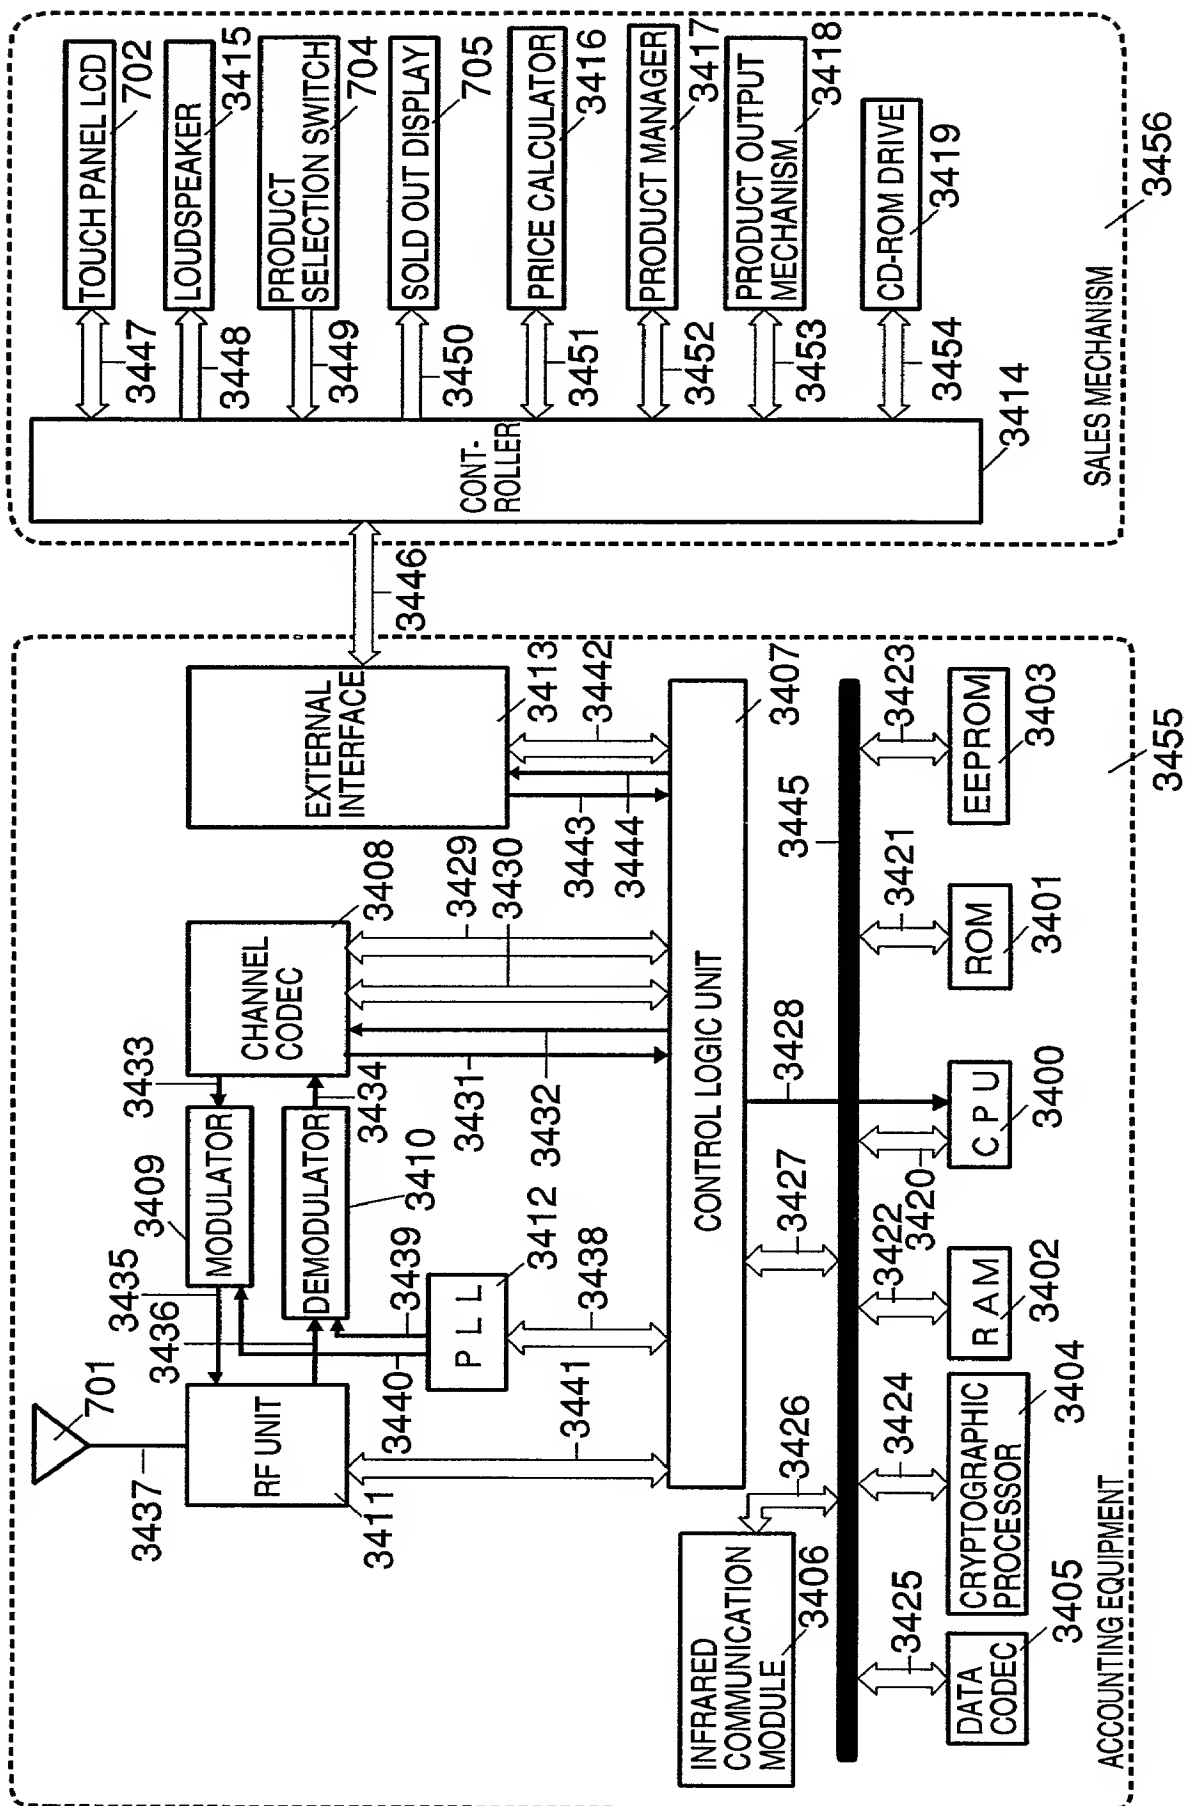 701
3437
RF UNIT
3411
3435
3436
3409
MODULATOR
DEMODULATOR
3410
3433
3434
CHANNEL
CODEC
3408
3440
3439
P L L
3412
3438
3441
3431
3432
3429
3430
EXTERNAL
INTERFACE
3413
3443
3444
3442
INFRARED
COMMUNICATION
MODULE
3406
3426
CONTROL LOGIC UNIT
3407
3427
3428
3445
3425
3424
3422
3420
3421
3423
DATA
CODEC
3405
CRYPTOGRAPHIC
PROCESSOR
3404
R A M
3402
C P U
3400
ROM
3401
EEPROM
3403
ACCOUNTING EQUIPMENT
3455
3446
CONT-
ROLLER
3414
3447
TOUCH PANEL LCD
702
3448
LOUDSPEAKER
3415
3449
PRODUCT
SELECTION SWITCH
704
3450
SOLD OUT DISPLAY
705
3451
PRICE CALCULATOR
3416
3452
PRODUCT MANAGER
3417
3453
PRODUCT OUTPUT
MECHANISM
3418
3454
CD-ROM DRIVE
3419
SALES MECHANISM
3456